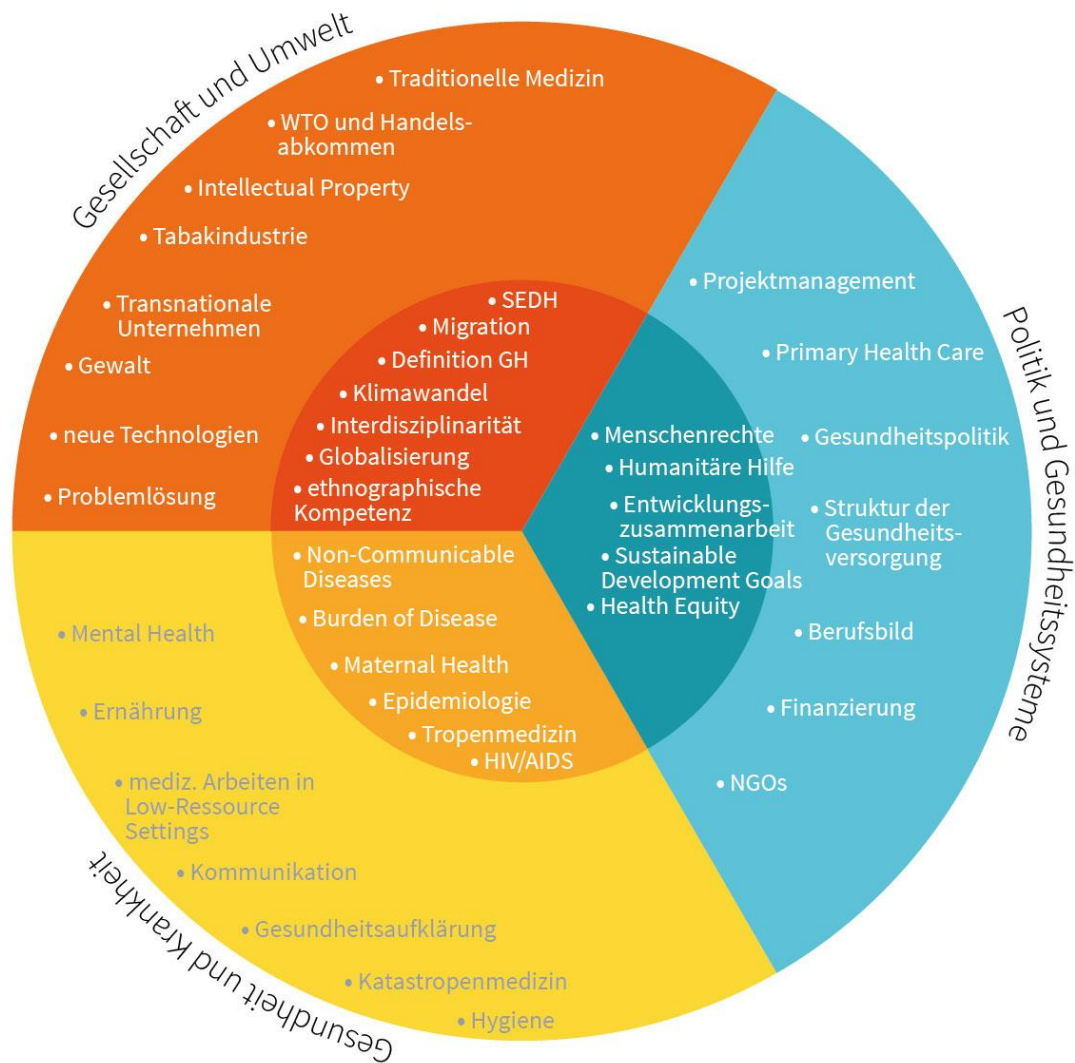 Gesellschaft und Umwelt
• Traditionelle Medizin
• WTO und Handels-
abkommen
• Intellectual Property
• Tabakindustrie
• Transnationale
Unternehmen
• Gewalt
• neue Technologien
• Problemlösung
• SEDH
• Migration
• Definition GH
• Klimawandel
• Interdisziplinarität
• Globalisierung
• ethnographische
Kompetenz
Politik und Gesundheitssysteme
• Projektmanagement
• Primary Health Care
• Gesundheitspolitik
• Struktur der
Gesundheits-
versorgung
• Berufsbild
• Finanzierung
• NGOs
• Menschenrechte
• Humanitäre Hilfe
• Entwicklungs-
zusammenarbeit
• Sustainable
Development Goals
• Health Equity
• Non-Communicable
Diseases
• Burden of Disease
• Maternal Health
• Epidemiologie
• Tropenmedizin
• HIV/AIDS
• Mental Health
• Ernährung
• mediz. Arbeiten in
Low-Ressource
Settings
• Kommunikation
• Gesundheitsaufklärung
• Katastropenmedizin
• Hygiene
Gesundheit und Krankheit